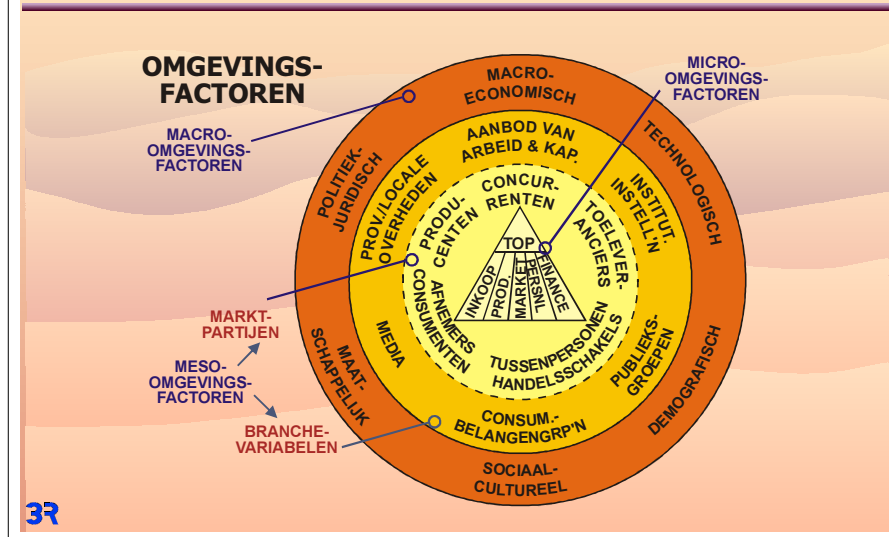 OMGEVINGS-
FACTOREN
MICRO-
OMGEVINGS-
FACTOREN
MACRO-
OMGEVINGS-
FACTOREN
MACRO-
ECONOMISCH
TECHNOLOGISCH
DEMOGRAFISCH
SOCIAAL-
CULTUREEL
MAAT-
SCHAPPELIJK
POLITIEK-
JURIDISCH
AANBOD VAN
ARBEID & KAP.
INSTITUT.
INSTELL'N
PUBLIEKS-
GROEPEN
CONSUM.-
BELANGENGRP'N
MEDIA
PROV./LOCALE
OVERHEDEN
CONCUR-
RENTEN
TOELEVER-
ANCIERS
TUSSENPERSONEN
HANDELSSCHAKELS
AFNEMERS
CONSUMENTEN
PRODU-
CENTEN
TOP
INKOOP
PROD.
MARKET
PERSNL
FINANCE
MARKT-
PARTIJEN
MESO-
OMGEVINGS-
FACTOREN
BRANCHE-
VARIABELEN
3R